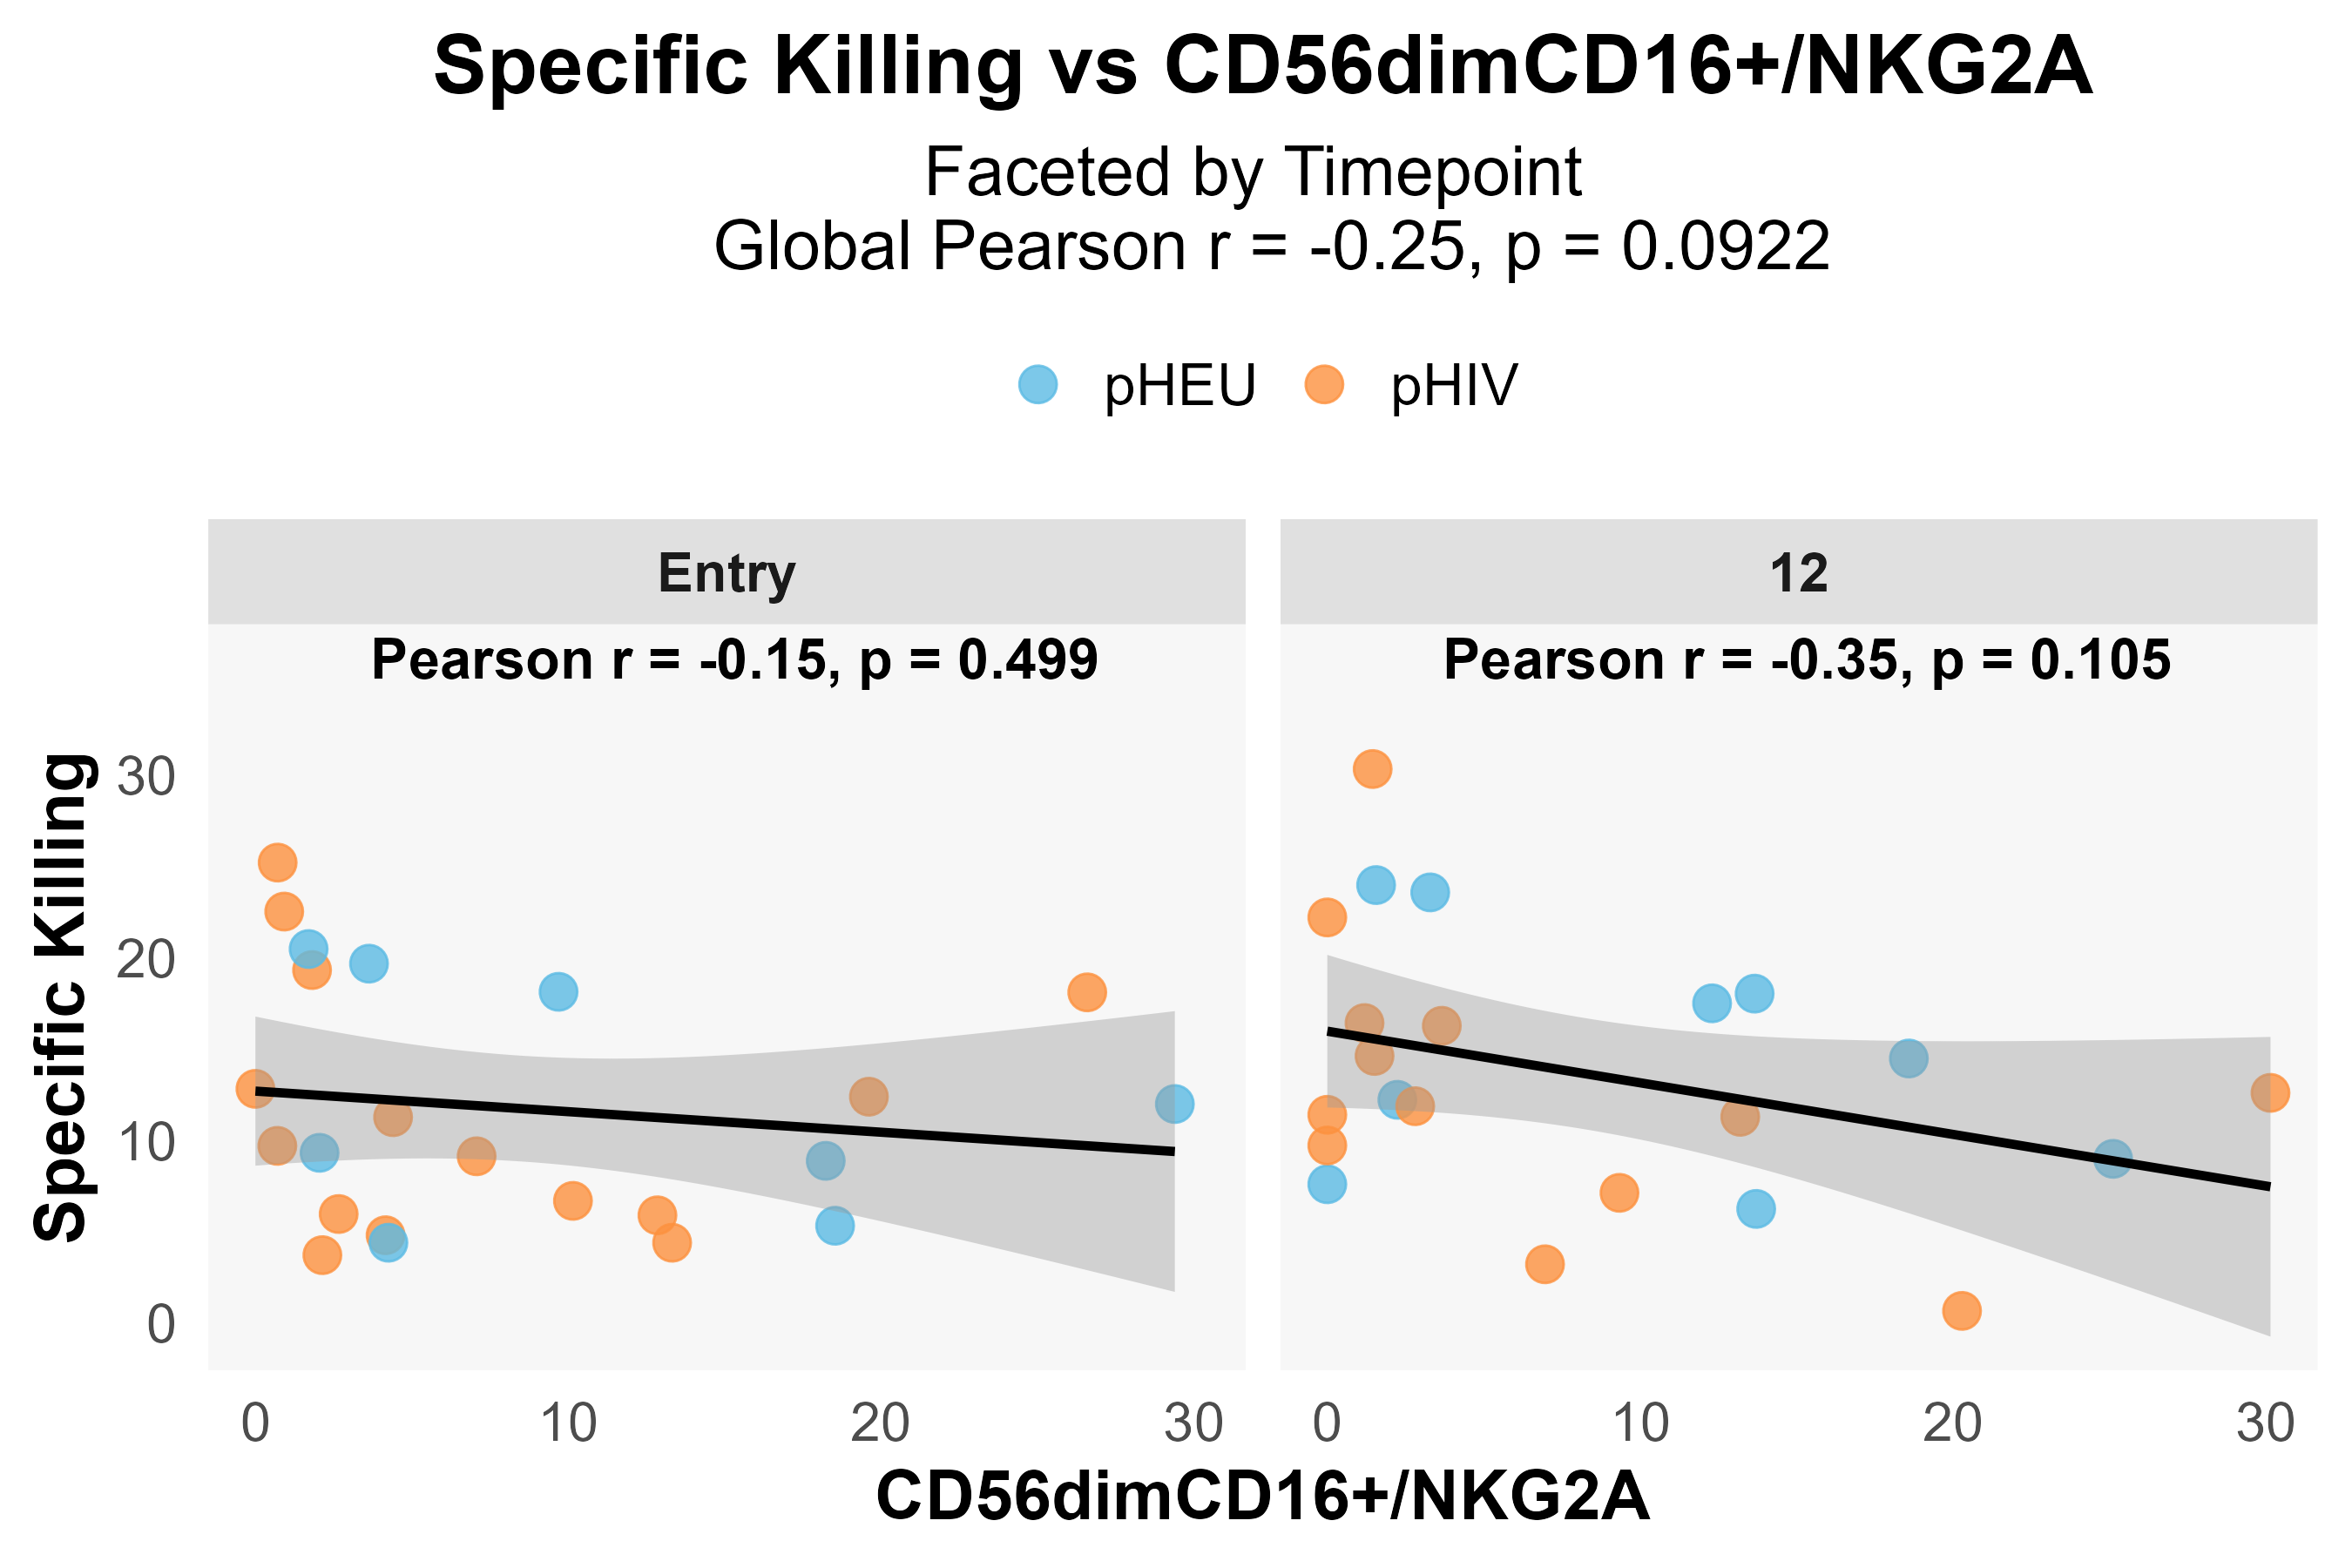 Specific Killing vs CD56dimCD16+/NKG2A
Faceted by Timepoint
Global Pearson r = -0.25, p = 0.0922
pHEU pHIV
Entry
12
Pearson r = -0.15, p = 0.499
Pearson r = -0.35, p = 0.105
Specific Killing
30
20
10
0
0 10 20 30
0 10 20 30
CD56dimCD16+/NKG2A